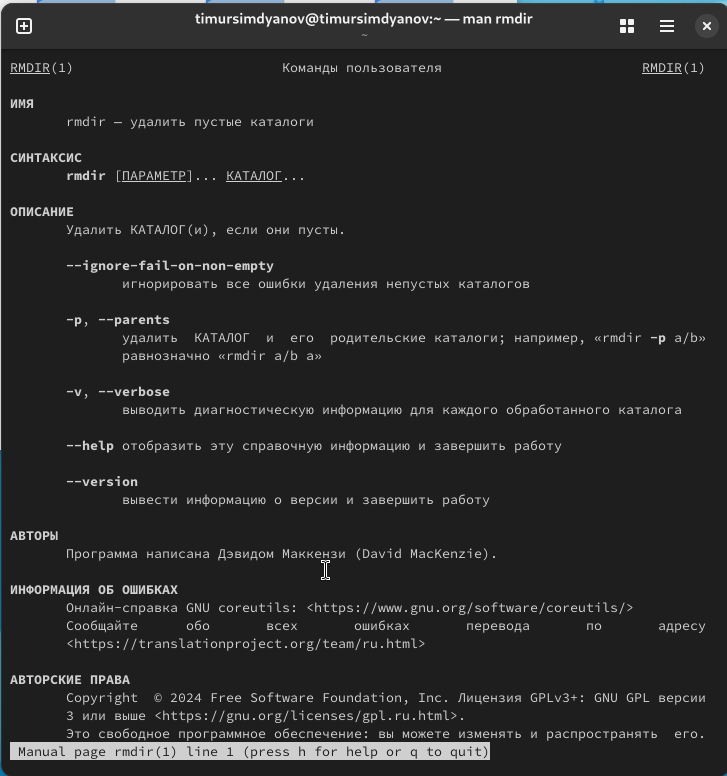 timursimdyanov@timursimdyanov:~ — man rmdir
~
RMDIR(1) Команды пользователя RMDIR(1)
ИМЯ
rmdir — удалить пустые каталоги
СИНТАКСИС
rmdir [ПАРАМЕТР]... КАТАЛОГ...
ОПИСАНИЕ
Удалить КАТАЛОГ(и), если они пусты.
--ignore-fail-on-non-empty
игнорировать все ошибки удаления непустых каталогов
-p, --parents
удалить КАТАЛОГ и его родительские каталоги; например, «rmdir -p a/b»
равнозначно «rmdir a/b a»
-v, --verbose
выводить диагностическую информацию для каждого обработанного каталога
--help отобразить эту справочную информацию и завершить работу
--version
вывести информацию о версии и завершить работу
АВТОРЫ
Программа написана Дэвидом Маккензи (David MacKenzie).
ИНФОРМАЦИЯ ОБ ОШИБКАХ
Онлайн-справка GNU coreutils: <https://www.gnu.org/software/coreutils/>
Сообщайте обо всех ошибках перевода по адресу
<https://translationproject.org/team/ru.html>
АВТОРСКИЕ ПРАВА
Copyright © 2024 Free Software Foundation, Inc. Лицензия GPLv3+: GNU GPL версии
3 или выше <https://gnu.org/licenses/gpl.ru.html>.
Это свободное программное обеспечение: вы можете изменять и распространять его.
Manual page rmdir(1) line 1 (press h for help or q to quit)